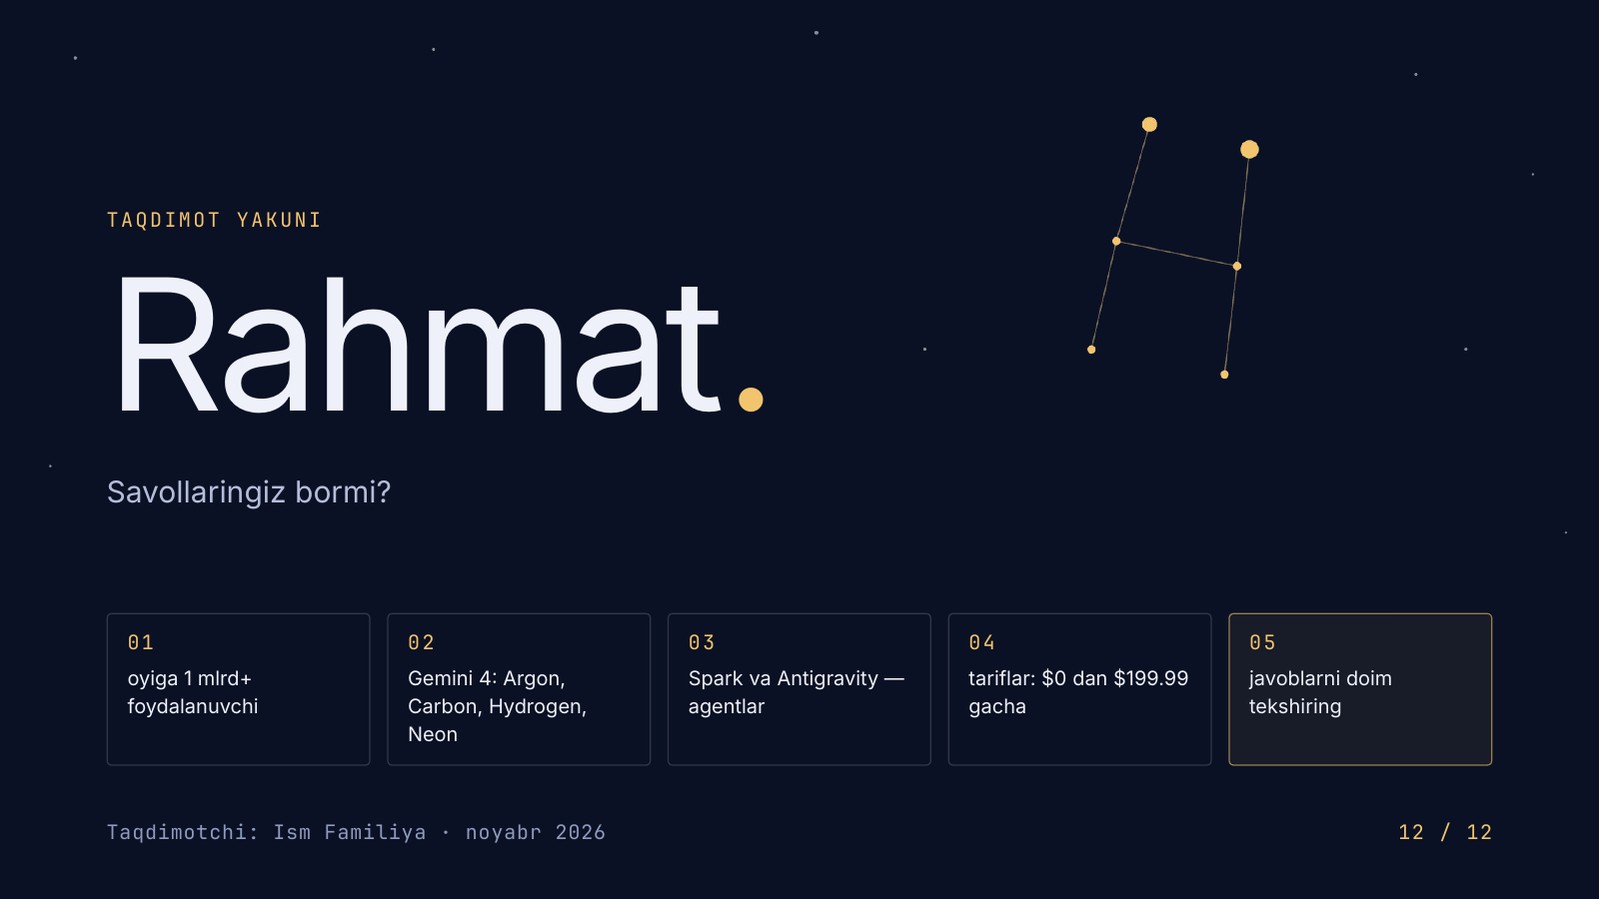 TAQDIMOT YAKUNI
Rahmat.
Savollaringiz bormi?
01
oyiga 1 mlrd+
foydalanuvchi
02
Gemini 4: Argon,
Carbon, Hydrogen,
Neon
03
Spark va Antigravity —
agentlar
04
tariflar: $0 dan $199.99
gacha
05
javoblarni doim
tekshiring
Taqdimotchi: Ism Familiya · noyabr 2026
12 / 12